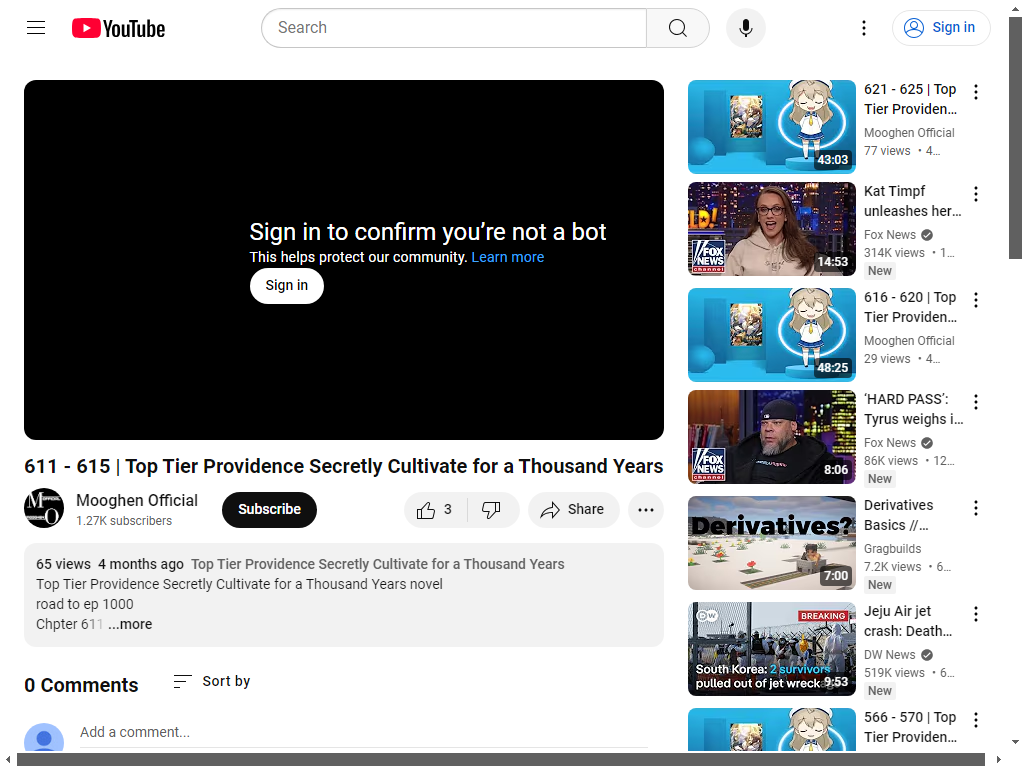 YouTube
Search
Sign in
Sign in to confirm you’re not a bot
This helps protect our community. Learn more
Sign in
611 - 615 | Top Tier Providence Secretly Cultivate for a Thousand Years
Mooghen Official
1.27K subscribers
Subscribe
3
Share
65 views 4 months ago Top Tier Providence Secretly Cultivate for a Thousand Years
Top Tier Providence Secretly Cultivate for a Thousand Years novel
road to ep 1000
Chpter 611 ...more
0 Comments
Sort by
Add a comment...
43:03
621 - 625 | Top
Tier Providen...
Mooghen Official
77 views • 4...
FOX
NEWS
channel
14:53
Kat Timpf
unleashes her...
Fox News
314K views • 1...
New
48:25
616 - 620 | Top
Tier Providen...
Mooghen Official
29 views • 4...
FOX
NEWS
channel
8:06
‘HARD PASS’:
Tyrus weighs i...
Fox News
86K views • 12...
New
Derivatives?
7:00
Derivatives
Basics //...
Gragbuilds
7.2K views • 6...
New
DW
BREAKING
South Korea: 2 survivors
pulled out of jet wreck
9:53
Jeju Air jet
crash: Death...
DW News
519K views • 6...
New
566 - 570 | Top
Tier Providen...